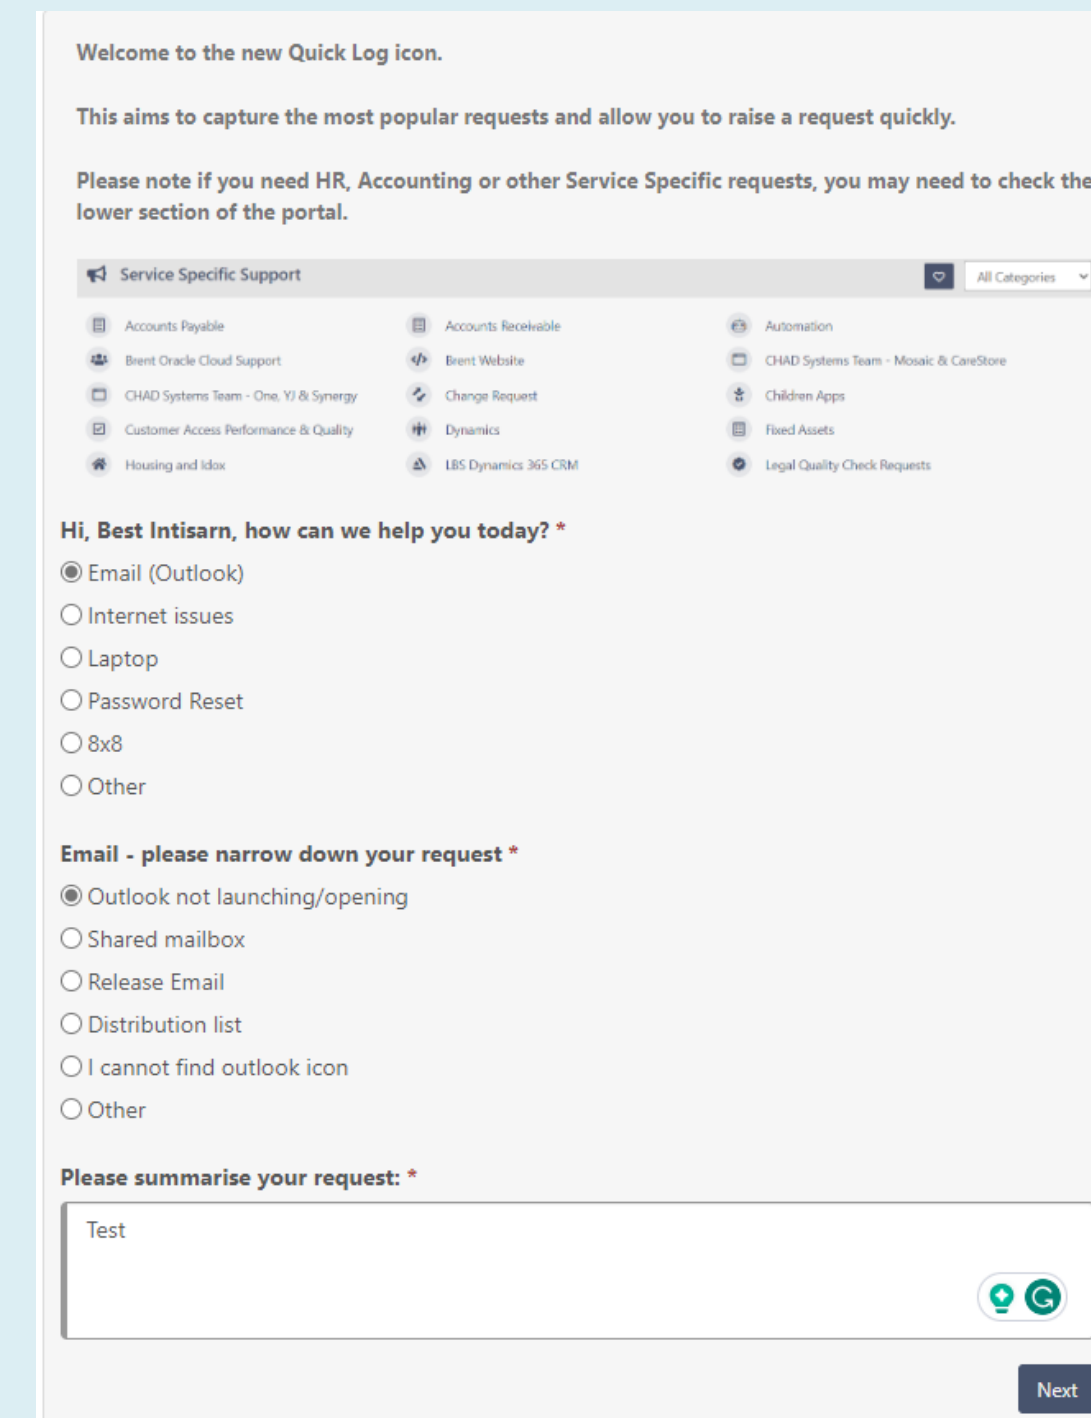 Welcome to the new Quick Log icon.
This aims to capture the most popular requests and allow you to raise a request quickly.
Please note if you need HR, Accounting or other Service Specific requests, you may need to check the
lower section of the portal.
Service Specific Support
All Categories
Accounts Payable
Accounts Receivable
Automation
Brent Oracle Cloud Support
Brent Website
CHAD Systems Team - Mosaic & CareStore
CHAD Systems Team - One, YJ & Synergy
Change Request
Children Apps
Customer Access Performance & Quality
Dynamics
Fixed Assets
Housing and Idox
LBS Dynamics 365 CRM
Legal Quality Check Requests
Hi, Best Intisarn, how can we help you today? *
Email (Outlook)
Internet issues
Laptop
Password Reset
8x8
Other
Email - please narrow down your request *
Outlook not launching/opening
Shared mailbox
Release Email
Distribution list
I cannot find outlook icon
Other
Please summarise your request: *
Test
Next